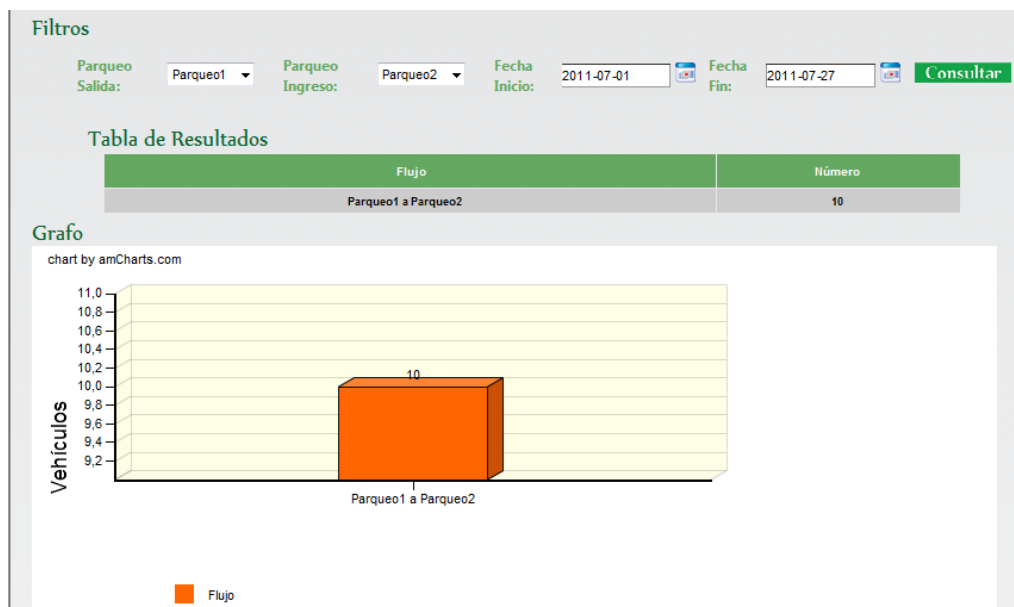 Filtros
Parqueo Salida: Parqueo1 Parqueo Ingreso: Parqueo2 Fecha Inicio: 2011-07-01 Fecha Fin: 2011-07-27 Consultar
Tabla de Resultados
Flujo Número
Parqueo1 a Parqueo2 10
Grafo
chart by amCharts.com
11,0
10,8
10,6
10,4
10,2
10,0
9,8
9,6
9,4
9,2
Vehículos
10
Parqueo1 a Parqueo2
Flujo